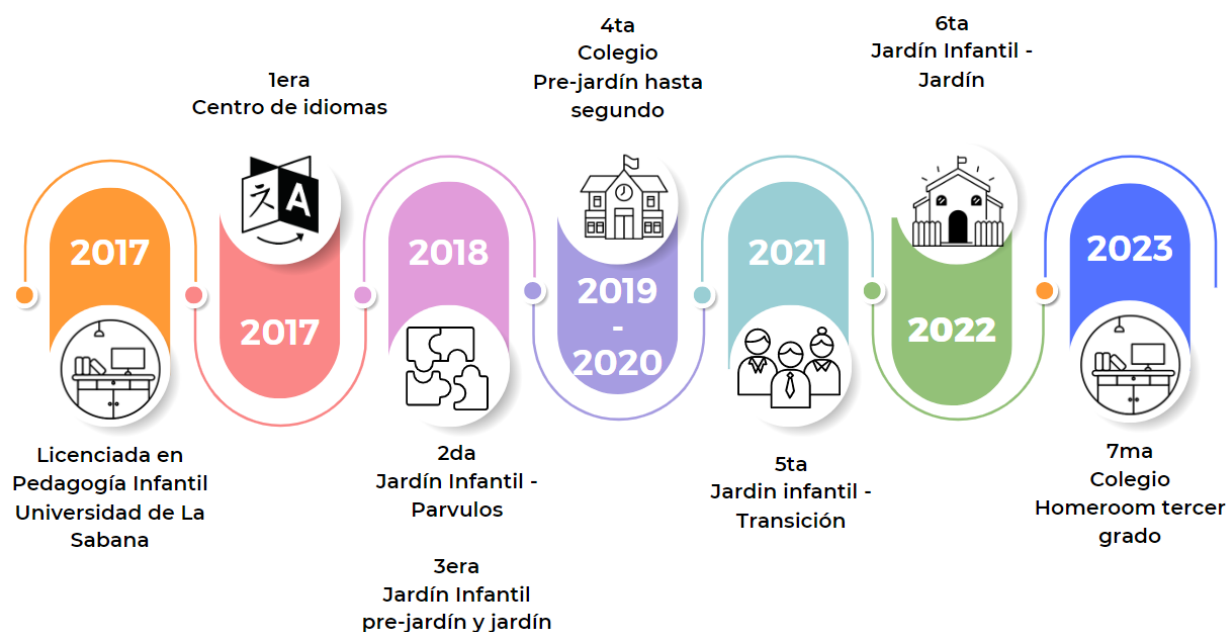 2017
Licenciada en
Pedagogía Infantil
Universidad de La
Sabana
1era
Centro de idiomas
2017
2018
2da
Jardín Infantil -
Parvulos
3era
Jardín Infantil
pre-jardín y jardín
4ta
Colegio
Pre-jardín hasta
segundo
2019
-
2020
2021
5ta
Jardin infantil -
Transición
6ta
Jardín Infantil -
Jardín
2022
2023
7ma
Colegio
Homeroom tercer
grado